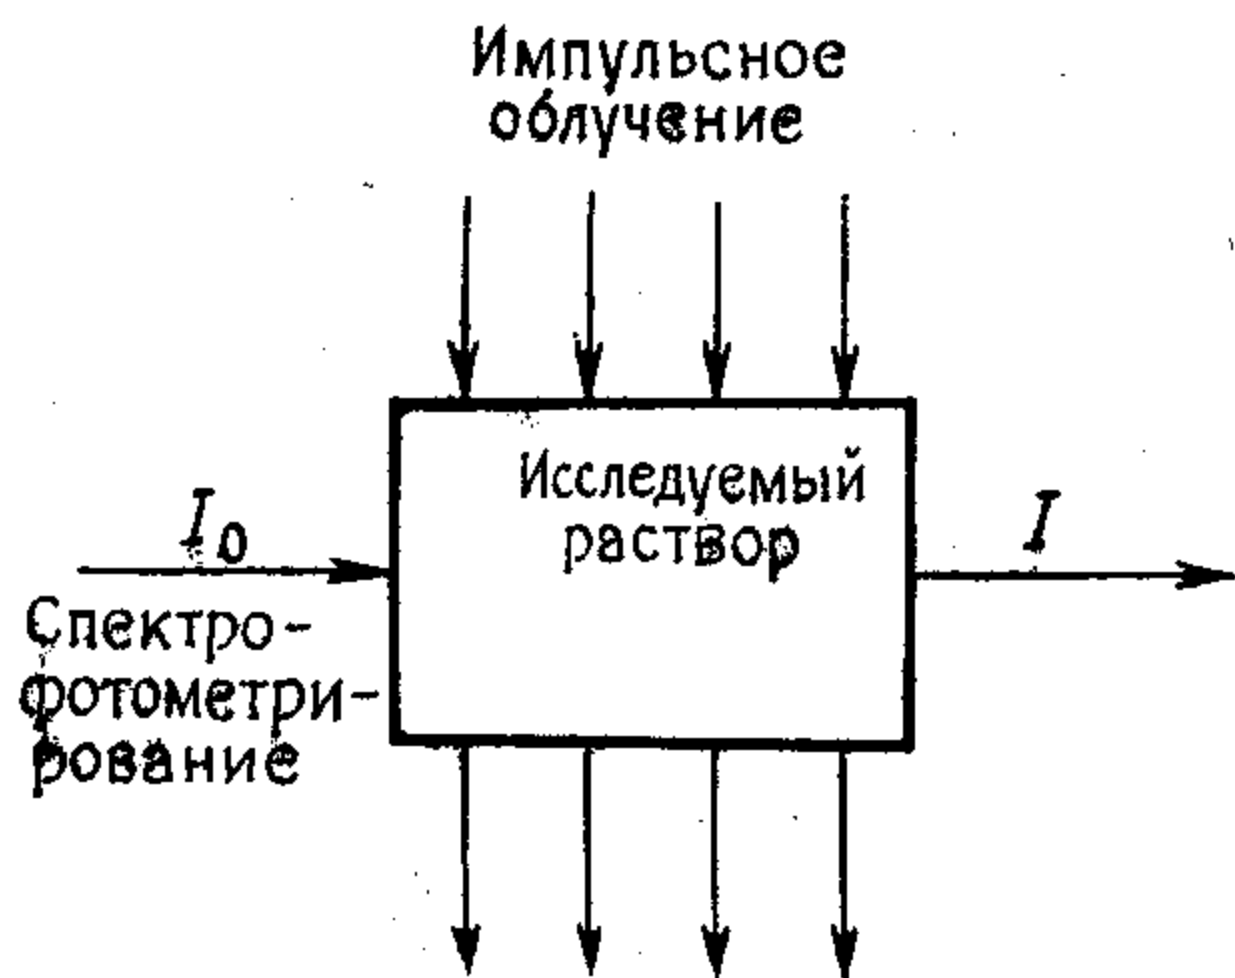 Импульсное
облучение
Исследуемый
раствор
I₀
I
Спектро-
фотометри-
рование